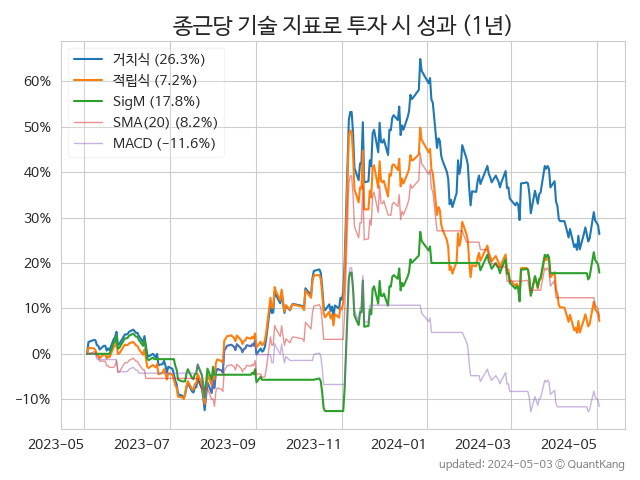 종근당 기술 지표로 투자 시 성과 (1년)
거치식 (26.3%)
적립식 (7.2%)
SigM (17.8%)
SMA(20) (8.2%)
MACD (−11.6%)
60%
50%
40%
30%
20%
10%
0%
−10%
2023-05 2023-07 2023-09 2023-11 2024-01 2024-03 2024-05
updated: 2024-05-03 ⓒ QuantKang